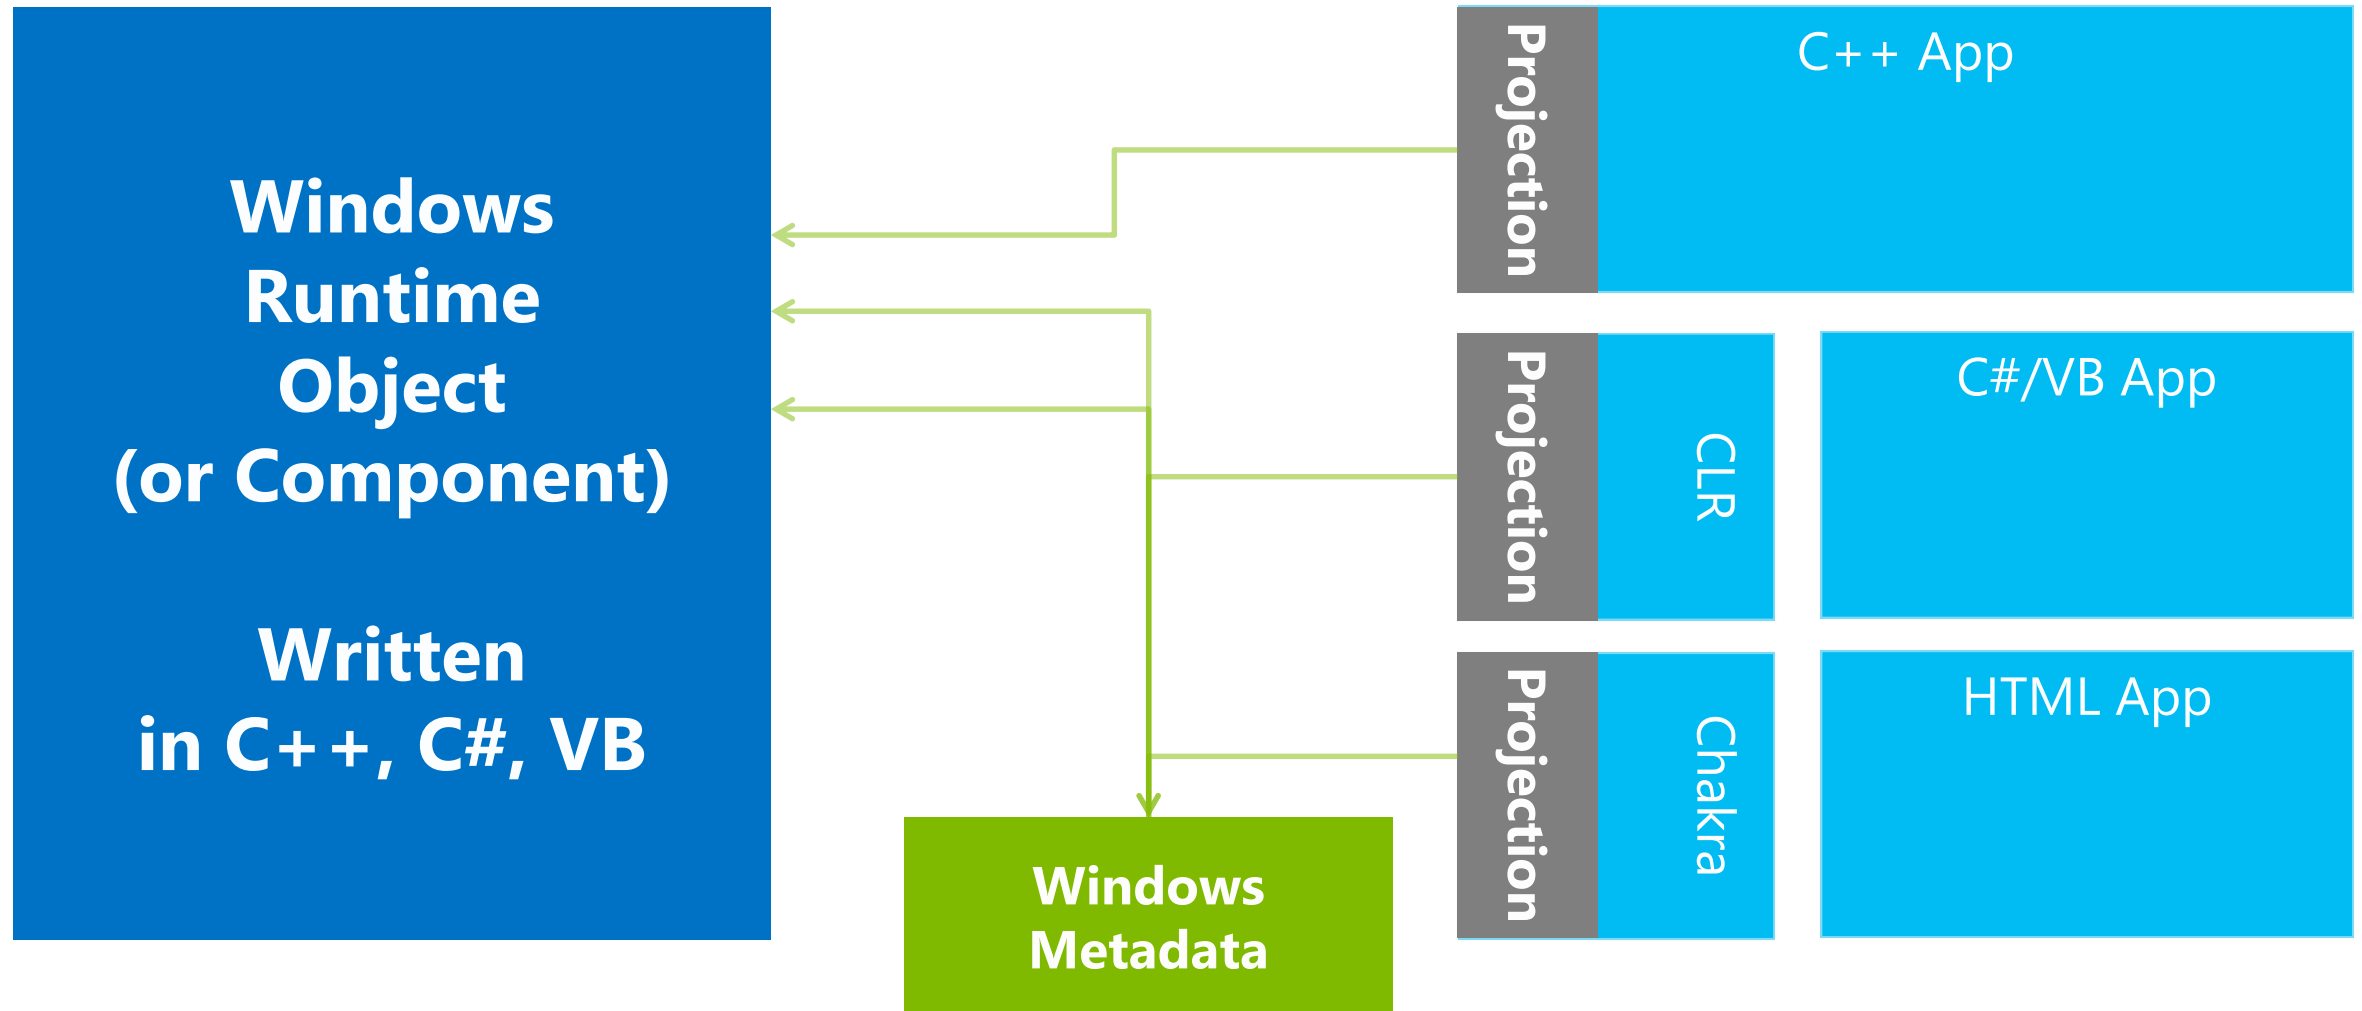 Windows
Runtime
Object
(or Component)
Written
in C++, C#, VB
Windows
Metadata
Projection
C++ App
Projection
CLR
C#/VB App
Projection
Chakra
HTML App